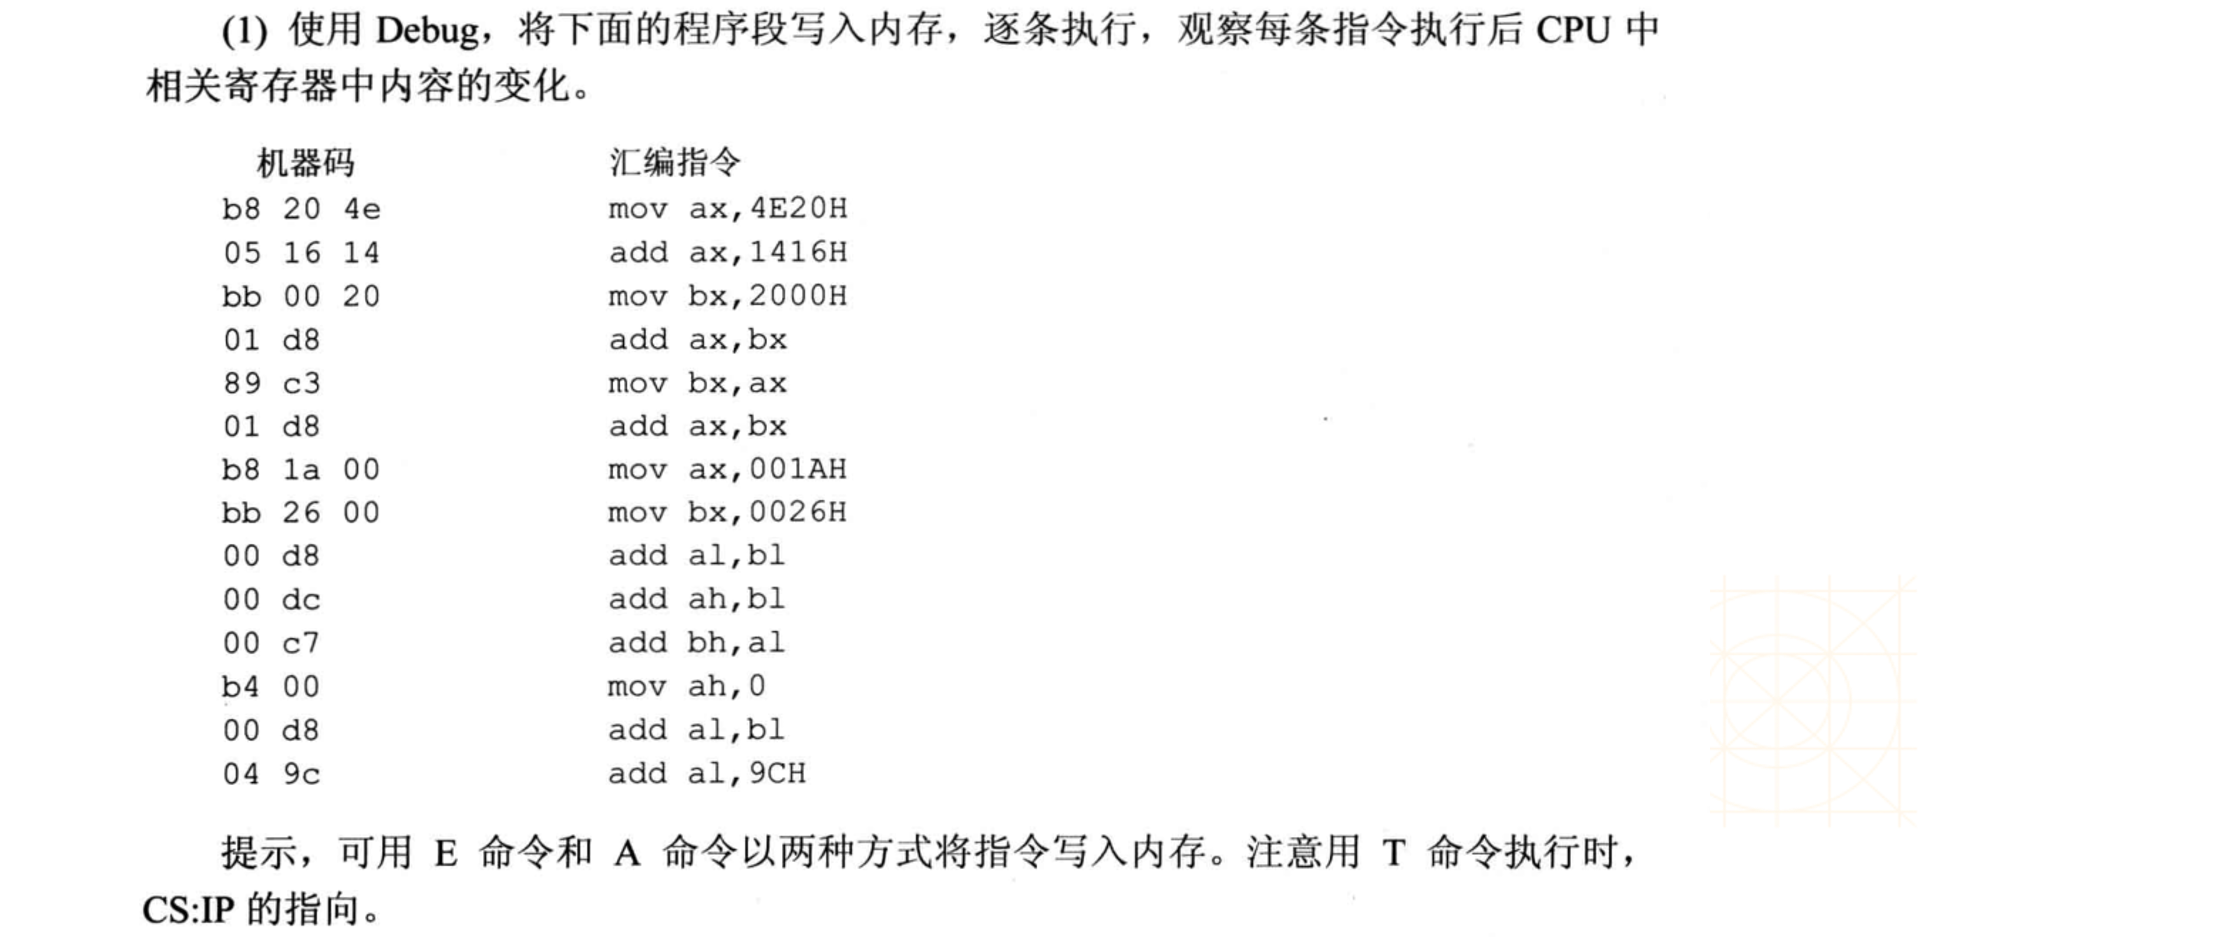 (1) 使用 Debug，将下面的程序段写入内存，逐条执行，观察每条指令执行后 CPU 中
相关寄存器中内容的变化。
机器码 汇编指令
b8 20 4e mov ax,4E20H
05 16 14 add ax,1416H
bb 00 20 mov bx,2000H
01 d8 add ax,bx
89 c3 mov bx,ax
01 d8 add ax,bx
b8 1a 00 mov ax,001AH
bb 26 00 mov bx,0026H
00 d8 add al,bl
00 dc add ah,bl
00 c7 add bh,al
b4 00 mov ah,0
00 d8 add al,bl
04 9c add al,9CH
提示，可用 E 命令和 A 命令以两种方式将指令写入内存。注意用 T 命令执行时，
CS:IP 的指向。